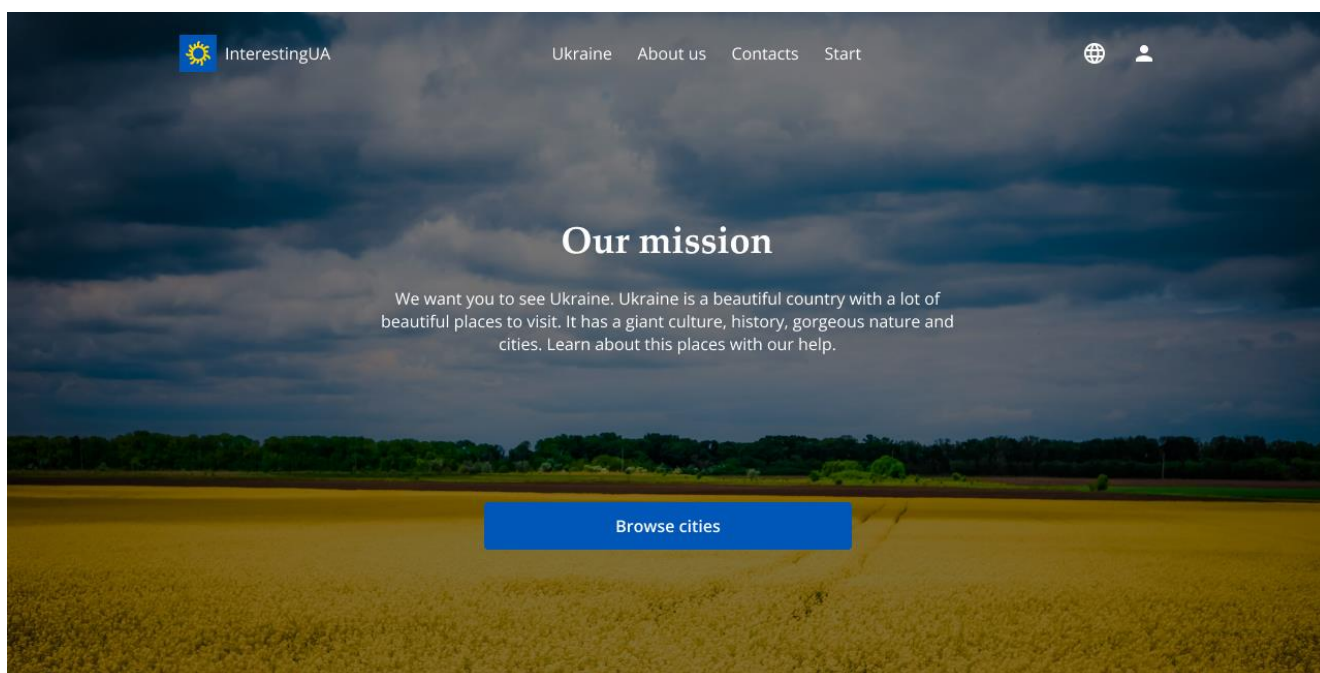 InterestingUA
Ukraine About us Contacts Start
Our mission
We want you to see Ukraine. Ukraine is a beautiful country with a lot of
beautiful places to visit. It has a giant culture, history, gorgeous nature and
cities. Learn about this places with our help.
Browse cities